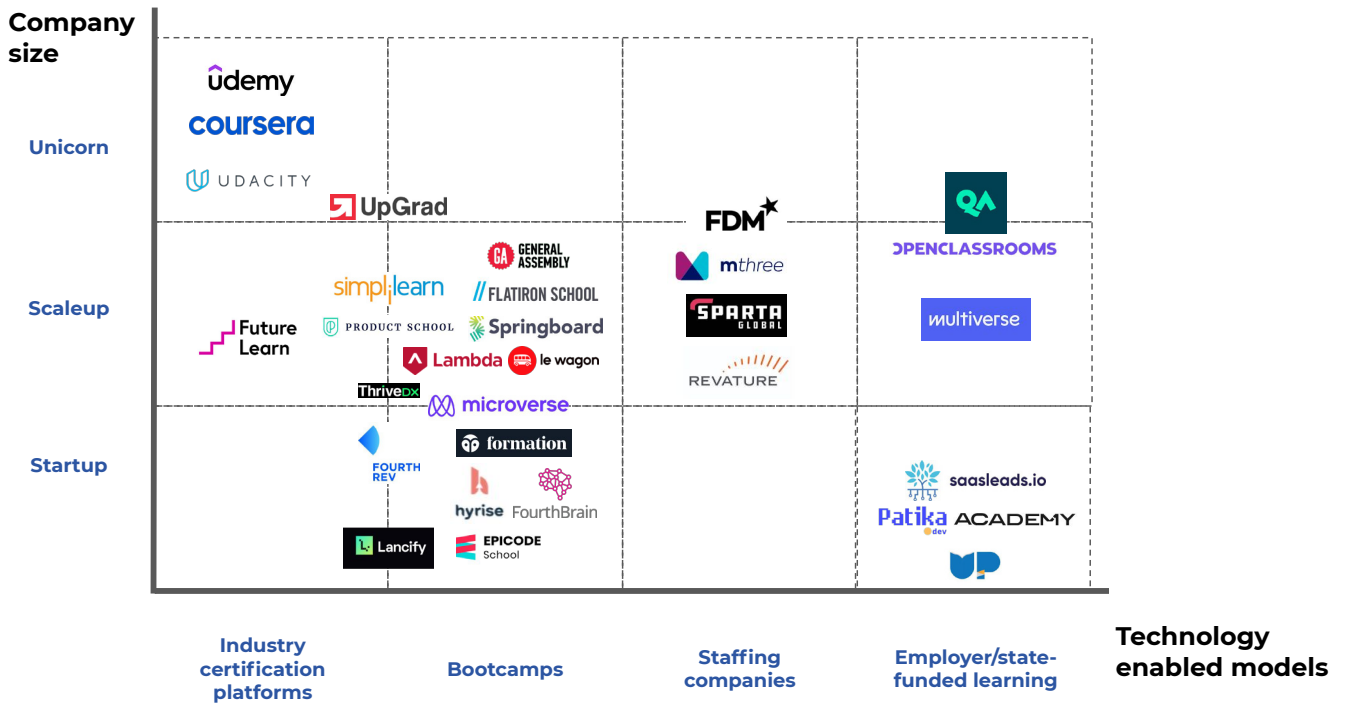 Company
size
Unicorn
Scaleup
Startup
udemy
coursera
UDACITY
UpGrad
FDM
QA
OPENCLASSROOMS
GA
GENERAL
ASSEMBLY
mthree
simplilearn
// FLATIRON SCHOOL
SPARTA
GLOBAL
multiverse
Future
Learn
P PRODUCT SCHOOL
Springboard
Lambda
le wagon
REVATURE
ThriveDX
microverse
FOURTH
REV
formation
saasleads.io
hyrise
FourthBrain
Patika
dev
ACADEMY
L. Lancify
EPICODE
School
UP
Industry
certification
platforms
Bootcamps
Staffing
companies
Employer/state-
funded learning
Technology
enabled models